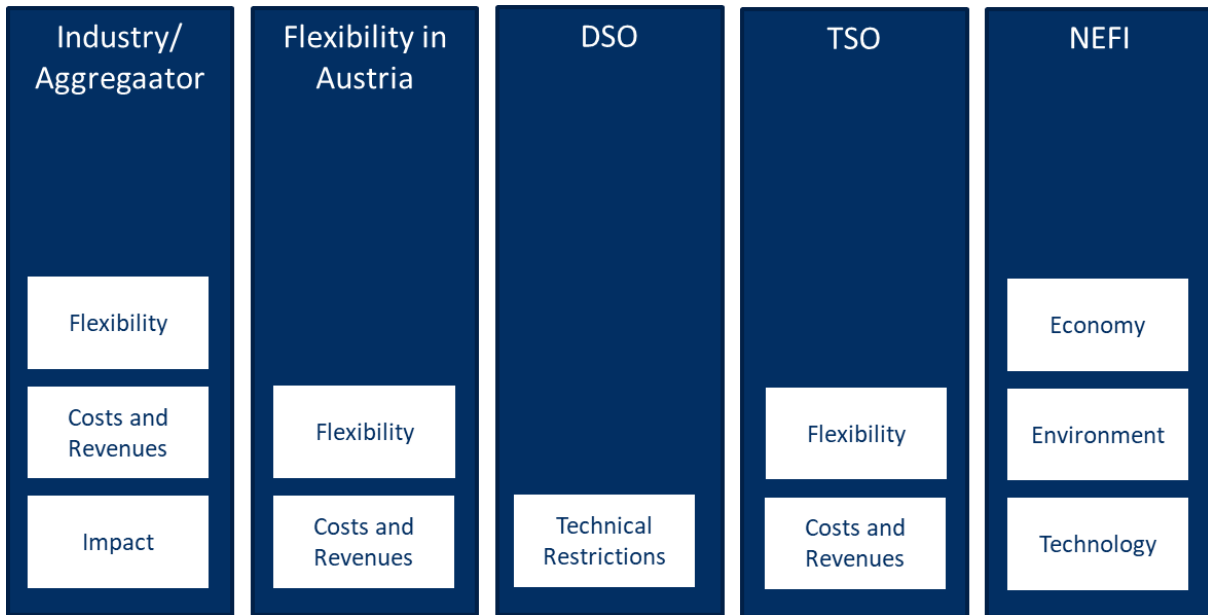 Industry/
Aggregaator
Flexibility
Costs and
Revenues
Impact
Flexibility in
Austria
Flexibility
Costs and
Revenues
DSO
Technical
Restrictions
TSO
Flexibility
Costs and
Revenues
NEFI
Economy
Environment
Technology